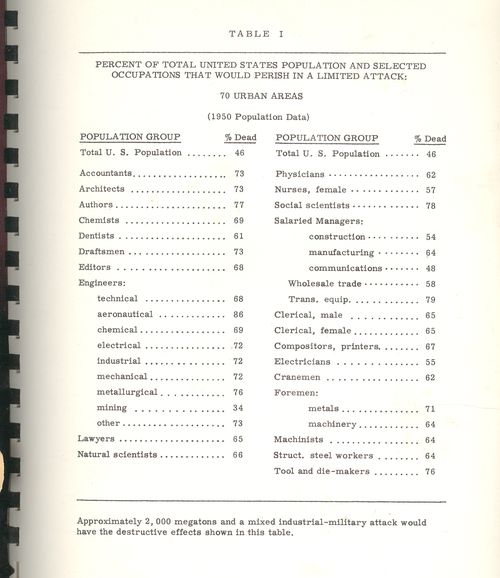 TABLE I
PERCENT OF TOTAL UNITED STATES POPULATION AND SELECTED
OCCUPATIONS THAT WOULD PERISH IN A LIMITED ATTACK:
70 URBAN AREAS
(1950 Population Data)
POPULATION GROUP % Dead
Total U. S. Population ........ 46
Accountants................... 73
Architects ................... 73
Authors...................... 77
Chemists .................... 69
Dentists .................... 61
Draftsmen ................... 73
Editors ..................... 68
Engineers:
technical ............... 68
aeronautical ............. 86
chemical................. 69
electrical ............... 72
industrial ............... 72
mechanical .............. 72
metallurgical ............. 76
mining ................. 34
other................... 73
Lawyers ..................... 65
Natural scientists............. 66
POPULATION GROUP % Dead
Total U. S. Population ....... 46
Physicians .................. 62
Nurses, female ............. 57
Social scientists............. 78
Salaried Managers:
construction .......... 54
manufacturing ........ 64
communications ....... 48
Wholesale trade ........... 58
Trans. equip. ............. 79
Clerical, male .............. 65
Clerical, female............. 65
Compositors, printers. ....... 67
Electricians ................ 55
Cranemen .................. 62
Foremen:
metals............... 71
machinery............ 64
Machinists ................. 64
Struct. steel workers ........ 64
Tool and die-makers ......... 76
Approximately 2,000 megatons and a mixed industrial-military attack would
have the destructive effects shown in this table.